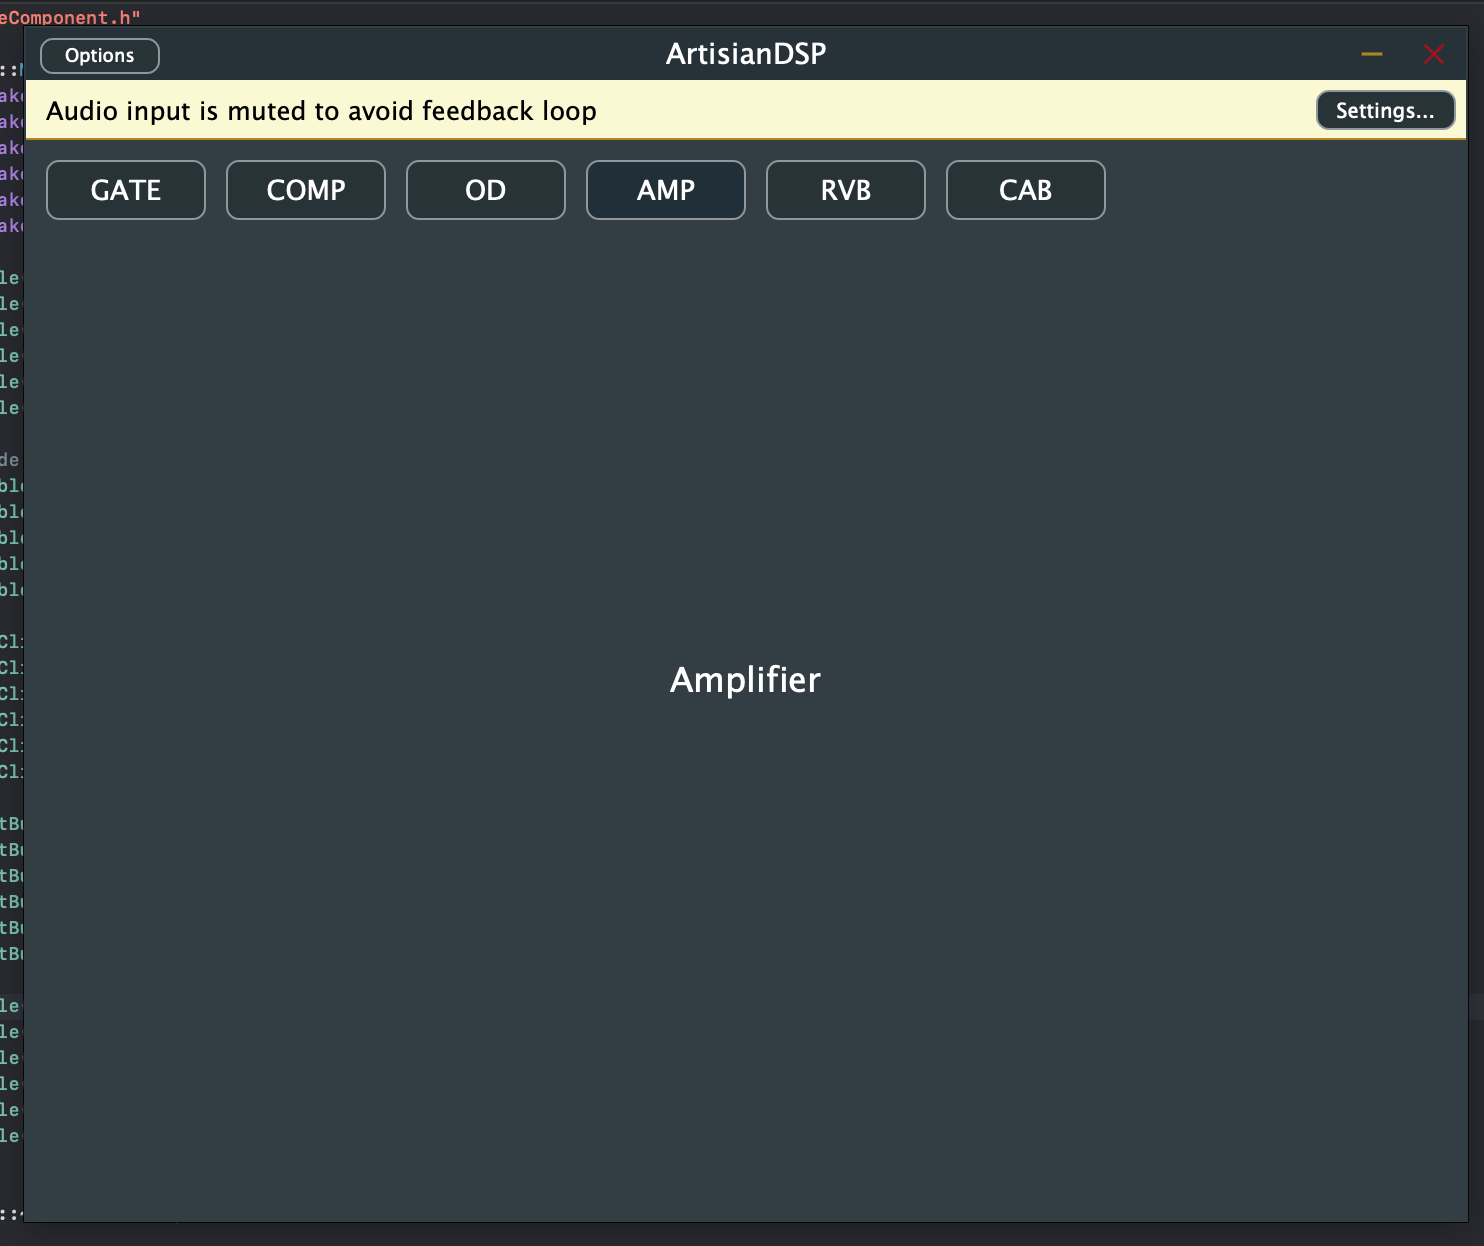 eComponent.h"
Options
ArtisianDSP
Audio input is muted to avoid feedback loop
Settings...
GATE
COMP
OD
AMP
RVB
CAB
Amplifier